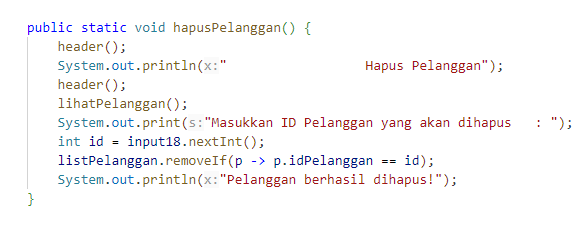 public static void hapusPelanggan() {
    header();
    System.out.println(x:"                    Hapus Pelanggan");
    header();
    lihatPelanggan();
    System.out.print(s:"Masukkan ID Pelanggan yang akan dihapus   : ");
    int id = input18.nextInt();
    listPelanggan.removeIf(p -> p.idPelanggan == id);
    System.out.println(x:"Pelanggan berhasil dihapus!");
}